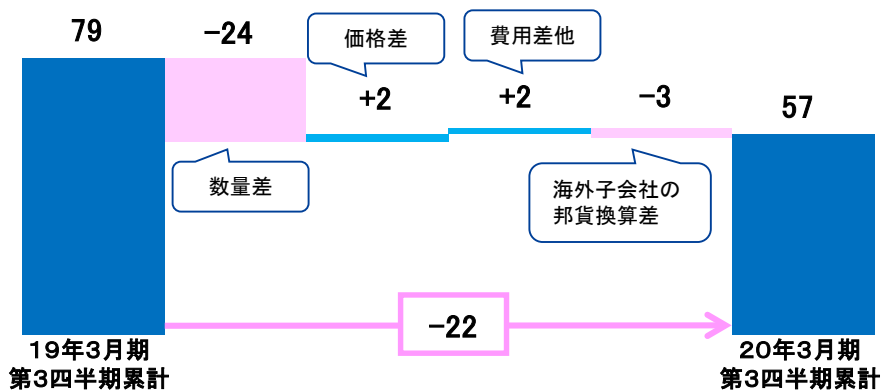 79
−24
価格差
費用差他
+2
+2
−3
57
数量差
海外子会社の
邦貨換算差
−22
19年3月期
第3四半期累計
20年3月期
第3四半期累計